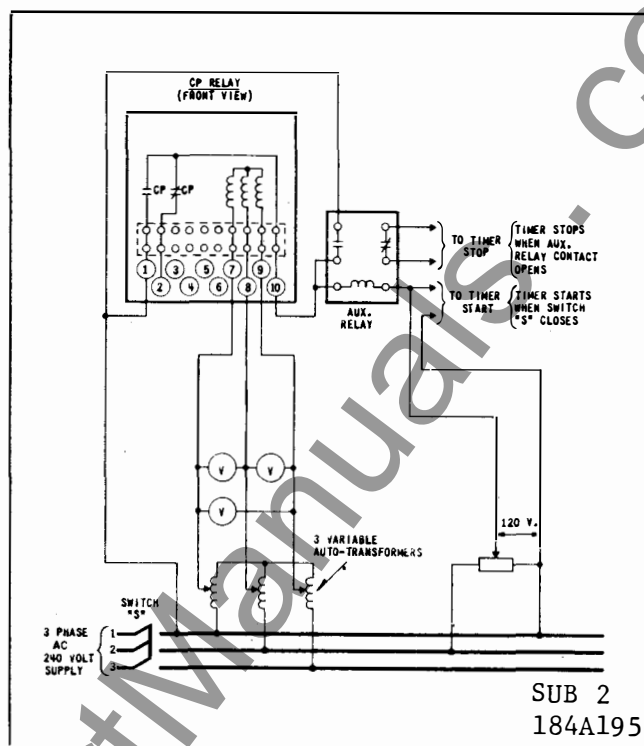 CP RELAY
(FRONT VIEW)
CP
CP
1 2 3 4 5 6 7 8 9 10
AUX.
RELAY
TO TIMER
STOP
TIMER STOPS
WHEN AUX.
RELAY CONTACT
OPENS
TO TIMER
START
TIMER STARTS
WHEN SWITCH
"S" CLOSES
V V
V
120 V.
3 VARIABLE
AUTO-TRANSFORMERS
SWITCH
"S"
3 PHASE
AC
240 VOLT
SUPPLY
1
2
3
SUB 2
184A195
tManuals.co